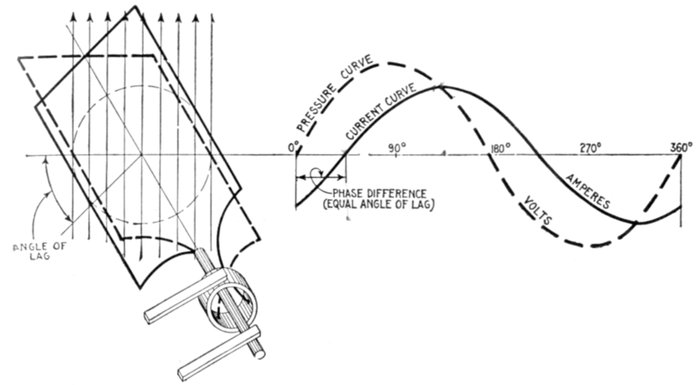 PRESSURE CURVE
CURRENT CURVE
0°
90°
180°
270°
360°
PHASE DIFFERENCE
(EQUAL ANGLE OF LAG)
AMPERES
VOLTS
ANGLE OF
LAG